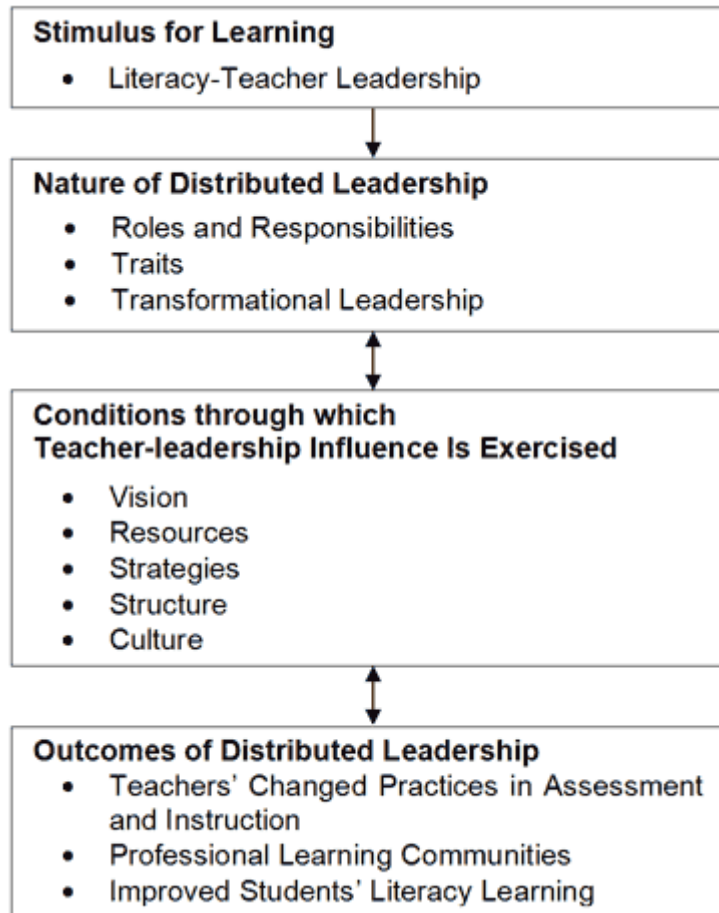 Stimulus for Learning
• Literacy-Teacher Leadership
Nature of Distributed Leadership
• Roles and Responsibilities
• Traits
• Transformational Leadership
Conditions through which
Teacher-leadership Influence Is Exercised
• Vision
• Resources
• Strategies
• Structure
• Culture
Outcomes of Distributed Leadership
• Teachers’ Changed Practices in Assessment
and Instruction
• Professional Learning Communities
• Improved Students’ Literacy Learning